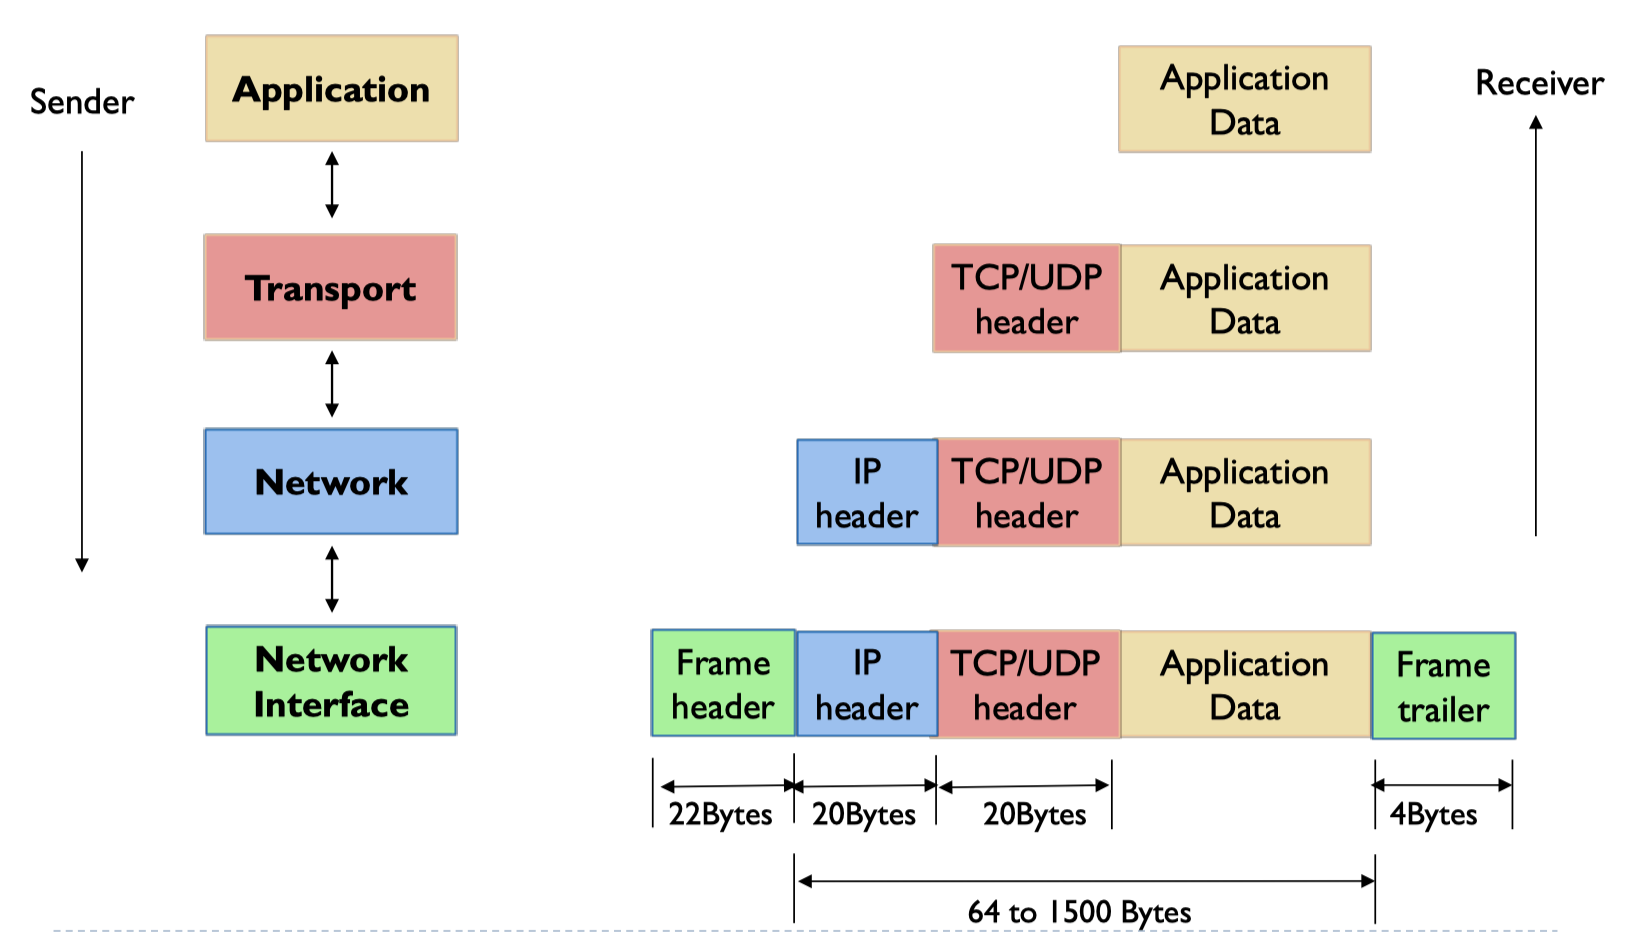 Sender
Application
Application
Data
Receiver
Transport
TCP/UDP
header
Application
Data
Network
IP
header
TCP/UDP
header
Application
Data
Network
Interface
Frame
header
IP
header
TCP/UDP
header
Application
Data
Frame
trailer
22Bytes
20Bytes
20Bytes
4Bytes
64 to 1500 Bytes